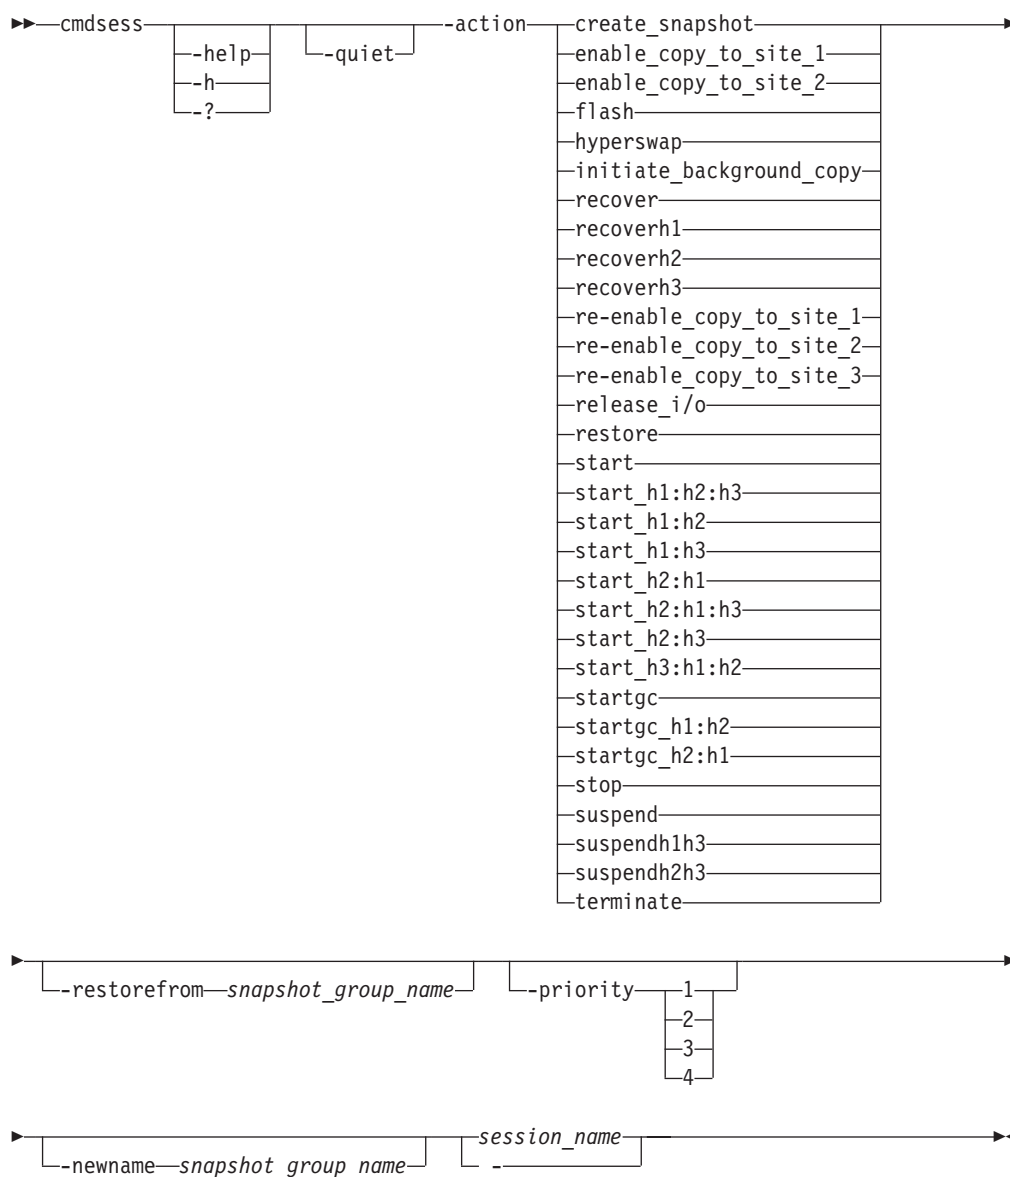 cmdsess -action create_snapshot
-help -quiet enable_copy_to_site_1
-h enable_copy_to_site_2
-? flash
hyperswap
initiate_background_copy
recover
recoverh1
recoverh2
recoverh3
re-enable_copy_to_site_1
re-enable_copy_to_site_2
re-enable_copy_to_site_3
release_i/o
restore
start
start_h1:h2:h3
start_h1:h2
start_h1:h3
start_h2:h1
start_h2:h1:h3
start_h2:h3
start_h3:h1:h2
startgc
startgc_h1:h2
startgc_h2:h1
stop
suspend
suspendh1h3
suspendh2h3
terminate
-restorefrom snapshot_group_name -priority 1
2
3
4
session_name
-newname snapshot group name -